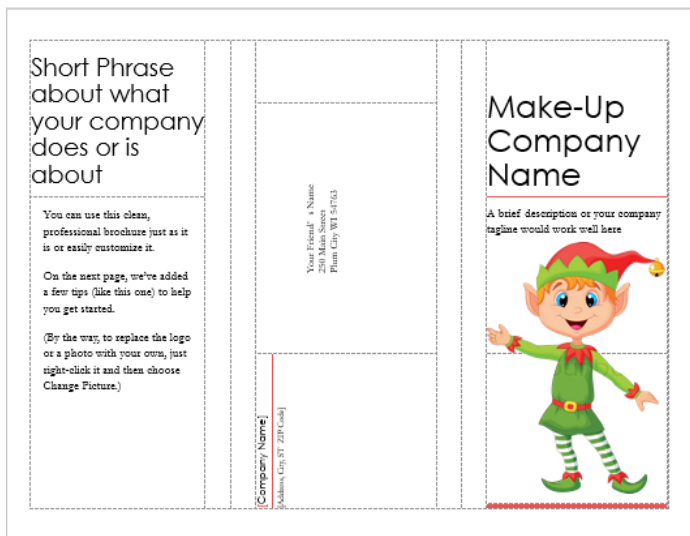 Short Phrase
about what
your company
does or is
about
You can use this clean,
professional brochure just as it
is or easily customize it.
On the next page, we've added
a few tips (like this one) to help
you get started.
(By the way, to replace the logo
or a photo with your own, just
right-click it and then choose
Change Picture.)
Your Friend's Name
250 Main Street
Plum City WI 54763
[Company Name]
[Address, City, ST ZIP Code]
Make-Up
Company
Name
A brief description or your company
tagline would work well here